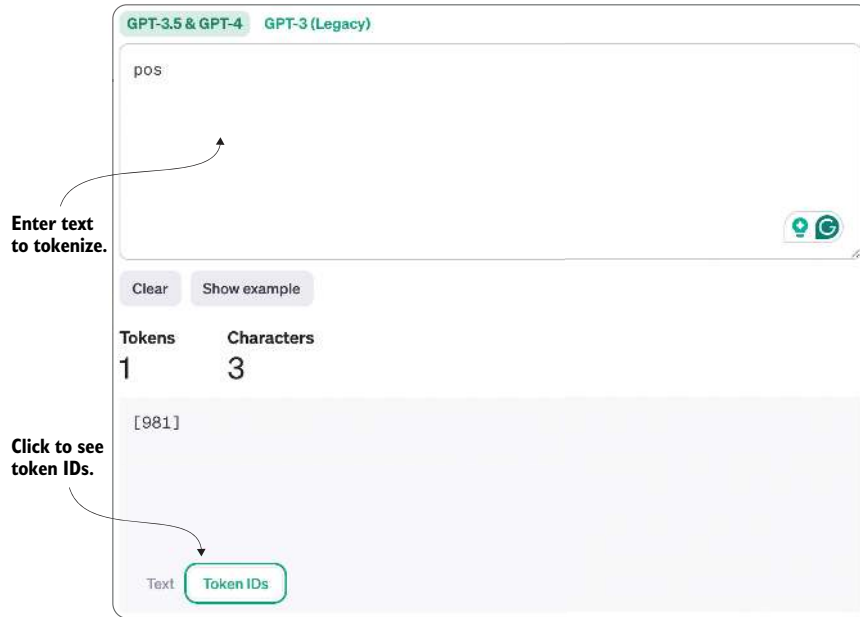 GPT-3.5 & GPT-4 GPT-3 (Legacy)
pos
Enter text
to tokenize.
Clear Show example
Tokens Characters
1 3
[981]
Click to see
token IDs.
Text Token IDs